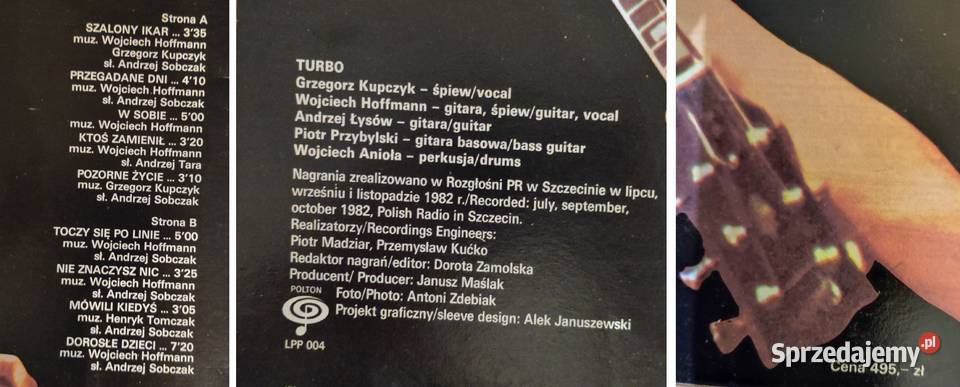 Strona A
SZALONY IKAR ... 3'35
muz. Wojciech Hoffmann
Grzegorz Kupczyk
sł. Andrzej Sobczak
PRZEGADANE DNI ... 4'10
muz. Wojciech Hoffmann
sł. Andrzej Sobczak
W SOBIE ... 5'00
muz. Wojciech Hoffmann
KTOŚ ZAMIENIŁ ... 3'20
muz. Wojciech Hoffmann
sł. Andrzej Tara
POZORNE ŻYCIE ... 3'10
muz. Grzegorz Kupczyk
sł. Andrzej Sobczak
Strona B
TOCZY SIĘ PO LINIE ... 5'00
muz. Wojciech Hoffmann
sł. Andrzej Sobczak
NIE ZNACZYSZ NIC ... 3'25
muz. Wojciech Hoffmann
sł. Andrzej Sobczak
MÓWILI KIEDYŚ ... 3'05
muz. Henryk Tomczak
sł. Andrzej Sobczak
DOROSŁE DZIECI ... 7'20
muz. Wojciech Hoffmann
sł. Andrzej Sobczak
TURBO
Grzegorz Kupczyk – śpiew/vocal
Wojciech Hoffmann – gitara, śpiew/guitar, vocal
Andrzej Łysów – gitara/guitar
Piotr Przybylski – gitara basowa/bass guitar
Wojciech Anioła – perkusja/drums
Nagrania zrealizowano w Rozgłośni PR w Szczecinie w lipcu,
wrześniu i listopadzie 1982 r./Recorded: july, september,
october 1982, Polish Radio in Szczecin.
Realizatorzy/Recordings Engineers:
Piotr Madziar, Przemysław Kućko
Redaktor nagrań/editor: Dorota Zamolska
Producent/ Producer: Janusz Maślak
POLTON
Foto/Photo: Antoni Zdebiak
Projekt graficzny/sleeve design: Alek Januszewski
LPP 004
Sprzedajemy.pl
Cena 495,- zł